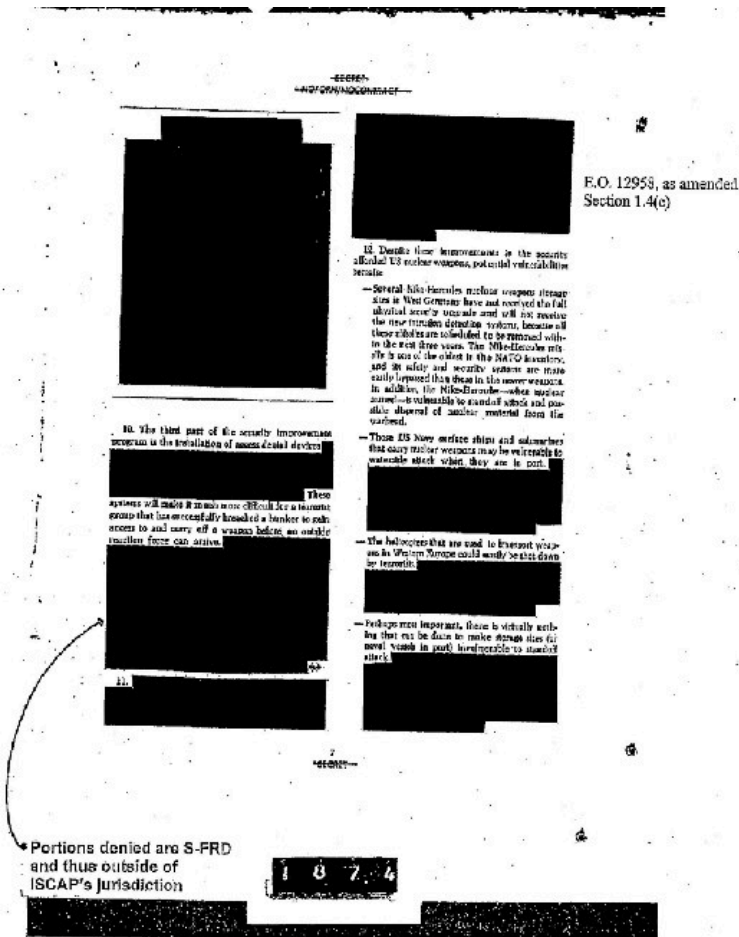 SECRET
NOFORN/NOCONTRACT
10. The third part of the security improvement
program is the installation of access denial devices
These
systems will make it much more difficult for a terrorist
group that has successfully breached a bunker to gain
access to and carry off a weapon before an outside
reaction force can arrive.
11.
E.O. 12958, as amended
Section 1.4(c)
12. Despite these improvements in the security
afforded US nuclear weapons, potential vulnerabilities
remain:
— Several Nike-Hercules nuclear weapons storage
sites in West Germany have not received the full
physical security upgrade and will not receive
the new intrusion detection systems, because all
these missiles are scheduled to be removed with-
in the next three years. The Nike-Hercules mis-
sile is one of the oldest in the NATO inventory,
and its safety and security systems are more
easily bypassed than those in the newer weapons.
In addition, the Nike-Hercules—when nuclear
armed—is vulnerable to standoff attack and pos-
sible dispersal of nuclear material from the
warhead.
— Those US Navy surface ships and submarines
that carry nuclear weapons may be vulnerable to
waterside attack when they are in port.
— The helicopters that are used to transport weap-
ons in Western Europe could easily be shot down
by terrorists.
— Perhaps most important, there is virtually noth-
ing that can be done to make storage sites (or
naval vessels in port) invulnerable to standoff
attack.
7
SECRET
Portions denied are S-FRD
and thus outside of
ISCAP's jurisdiction
1874